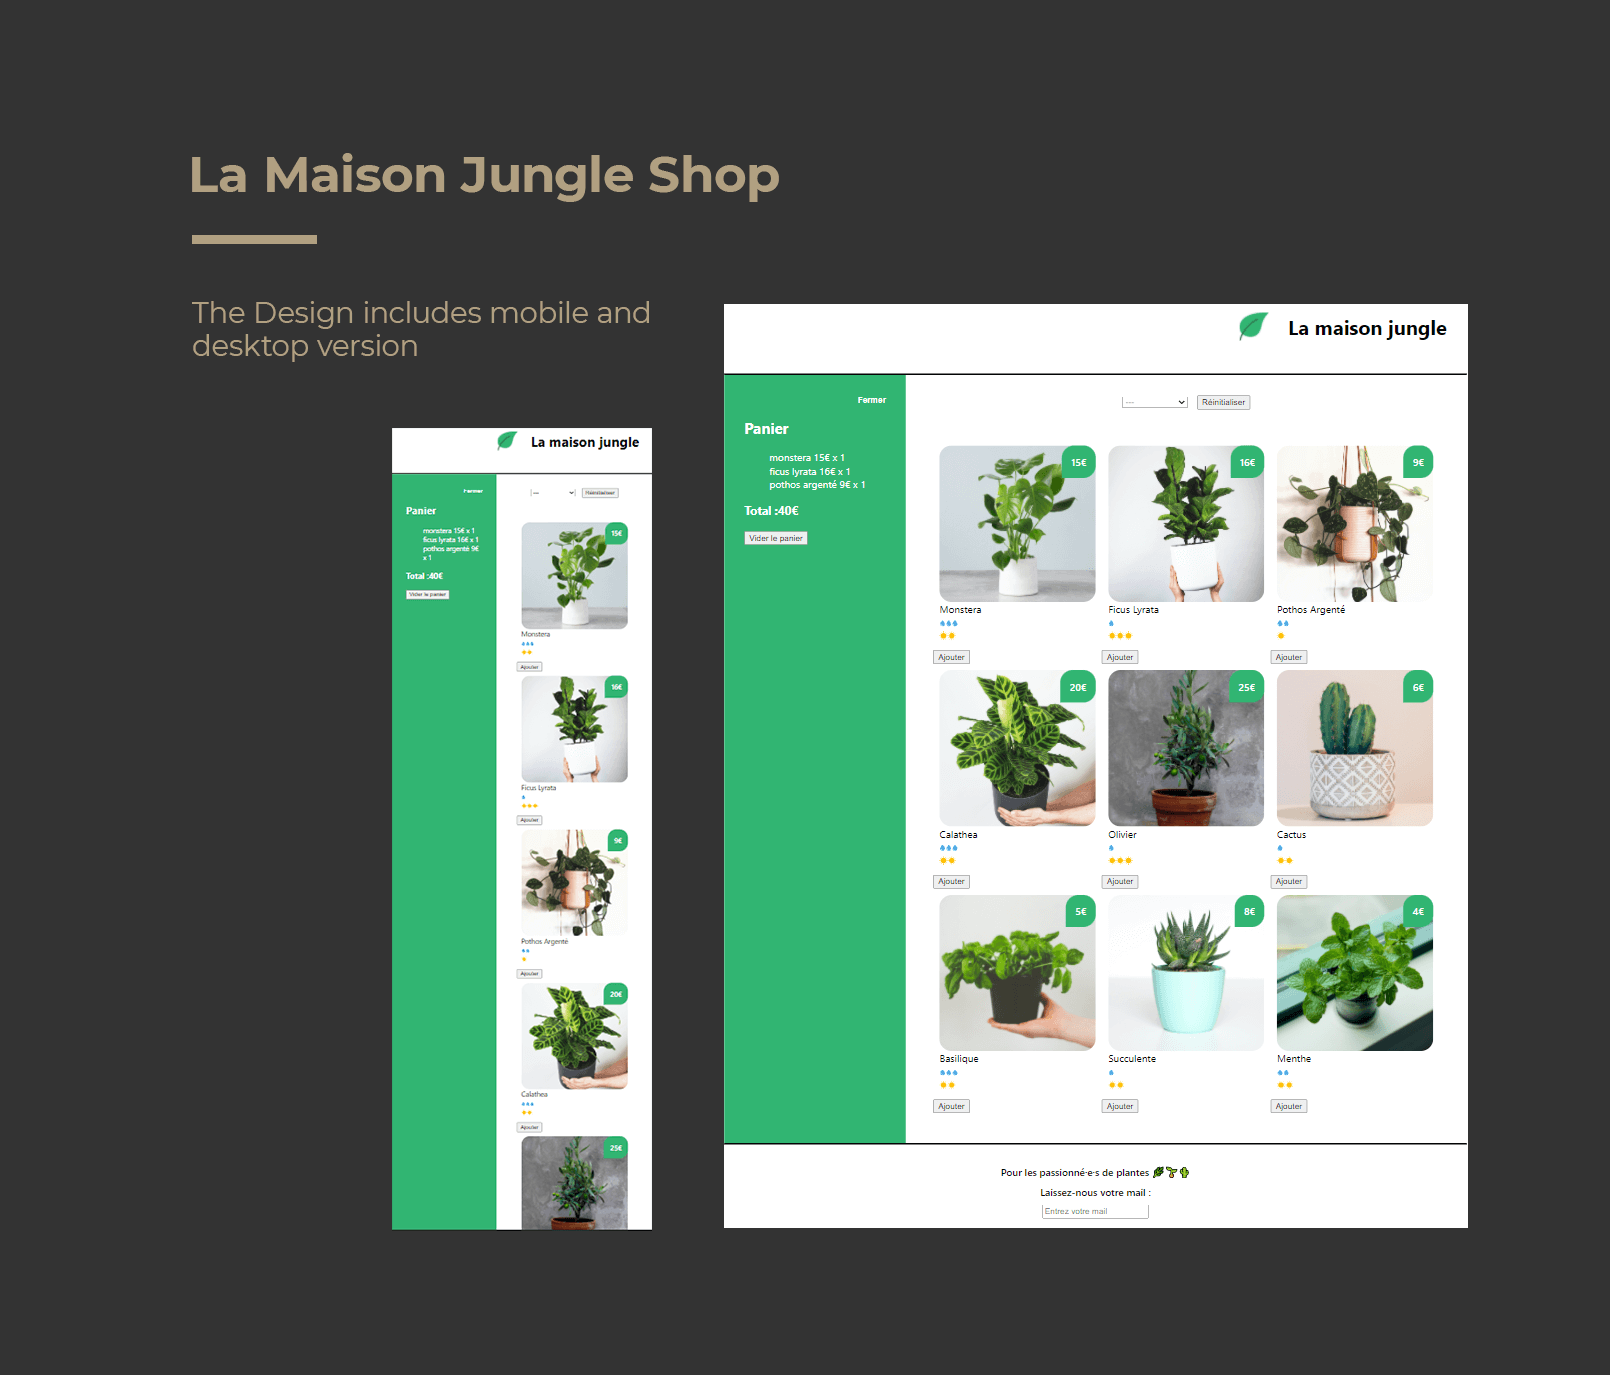 La Maison Jungle Shop
The Design includes mobile and
desktop version
La maison jungle
Fermer
Panier
monstera 15€ x 1
ficus lyrata 16€ x 1
pothos argenté 9€
x 1
Total :40€
Vider le panier
---
Réinitialiser
15€
Monstera
Ajouter
16€
Ficus Lyrata
Ajouter
9€
Pothos Argenté
Ajouter
20€
Calathea
Ajouter
25€
La maison jungle
Fermer
Panier
monstera 15€ x 1
ficus lyrata 16€ x 1
pothos argenté 9€ x 1
Total :40€
Vider le panier
---
Réinitialiser
15€
16€
9€
Monstera
Ficus Lyrata
Pothos Argenté
Ajouter
Ajouter
Ajouter
20€
25€
6€
Calathea
Olivier
Cactus
Ajouter
Ajouter
Ajouter
5€
8€
4€
Basilique
Succulente
Menthe
Ajouter
Ajouter
Ajouter
Pour les passionné·e·s de plantes 🌿🌱🌵
Laissez-nous votre mail :
Entrez votre mail